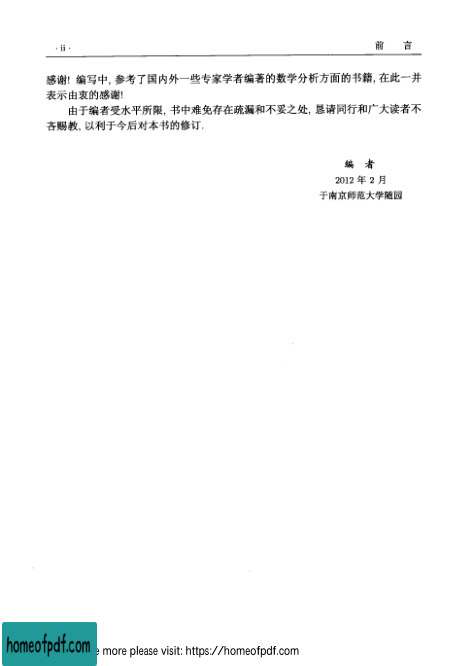 · ii · 前 言
感谢! 编写中, 参考了国内外一些专家学者编著的数学分析方面的书籍, 在此一并
表示由衷的感谢!
由于编者受水平所限, 书中难免存在疏漏和不妥之处, 恳请同行和广大读者不
吝赐教, 以利于今后对本书的修订.
编 者
2012 年 2 月
于南京师范大学随园
homeofpdf.com e more please visit: https://homeofpdf.com